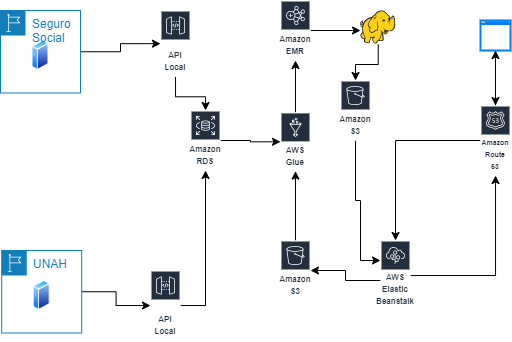 Seguro
Social
API
Local
Amazon
RDS
Amazon
EMR
AWS
Glue
Amazon
S3
Amazon
Route
53
53
UNAH
API
Local
Amazon
S3
AWS
Elastic
Beanstalk